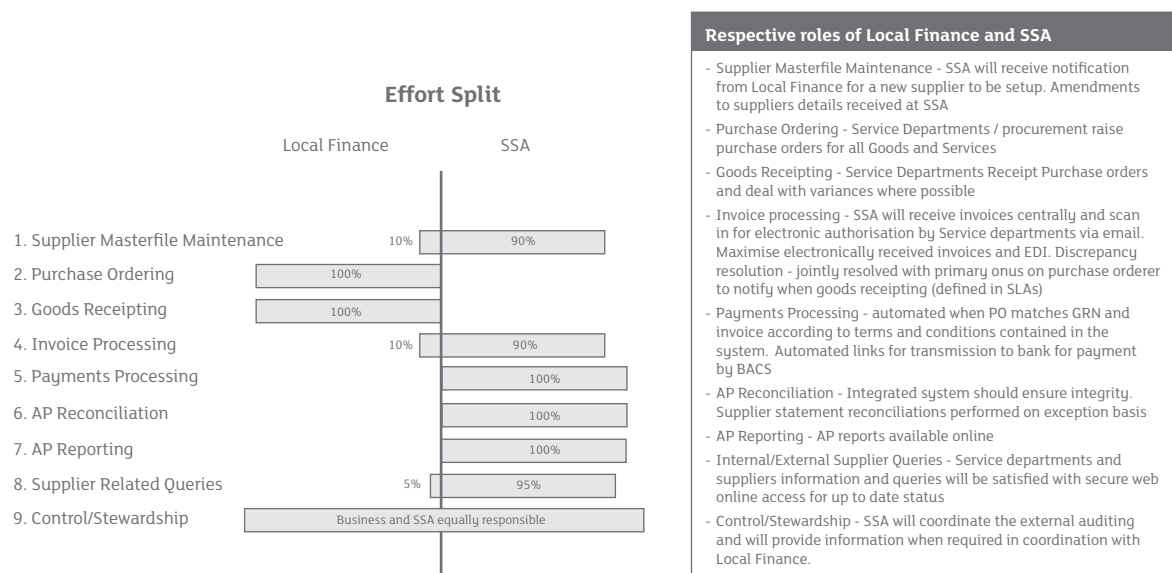 Effort Split
Local Finance
SSA
1. Supplier Masterfile Maintenance
10%
90%
2. Purchase Ordering
100%
3. Goods Receipting
100%
4. Invoice Processing
10%
90%
5. Payments Processing
100%
6. AP Reconciliation
100%
7. AP Reporting
100%
8. Supplier Related Queries
5%
95%
9. Control/Stewardship
Business and SSA equally responsible
Respective roles of Local Finance and SSA
- Supplier Masterfile Maintenance - SSA will receive notification
from Local Finance for a new supplier to be setup. Amendments
to suppliers details received at SSA
- Purchase Ordering - Service Departments / procurement raise
purchase orders for all Goods and Services
- Goods Receipting - Service Departments Receipt Purchase orders
and deal with variances where possible
- Invoice processing - SSA will receive invoices centrally and scan
in for electronic authorisation by Service departments via email.
Maximise electronically received invoices and EDI. Discrepancy
resolution - jointly resolved with primary onus on purchase orderer
to notify when goods receipting (defined in SLAs)
- Payments Processing - automated when PO matches GRN and
invoice according to terms and conditions contained in the
system. Automated links for transmission to bank for payment
by BACS
- AP Reconciliation - Integrated system should ensure integrity.
Supplier statement reconciliations performed on exception basis
- AP Reporting - AP reports available online
- Internal/External Supplier Queries - Service departments and
suppliers information and queries will be satisfied with secure web
online access for up to date status
- Control/Stewardship - SSA will coordinate the external auditing
and will provide information when required in coordination with
Local Finance.